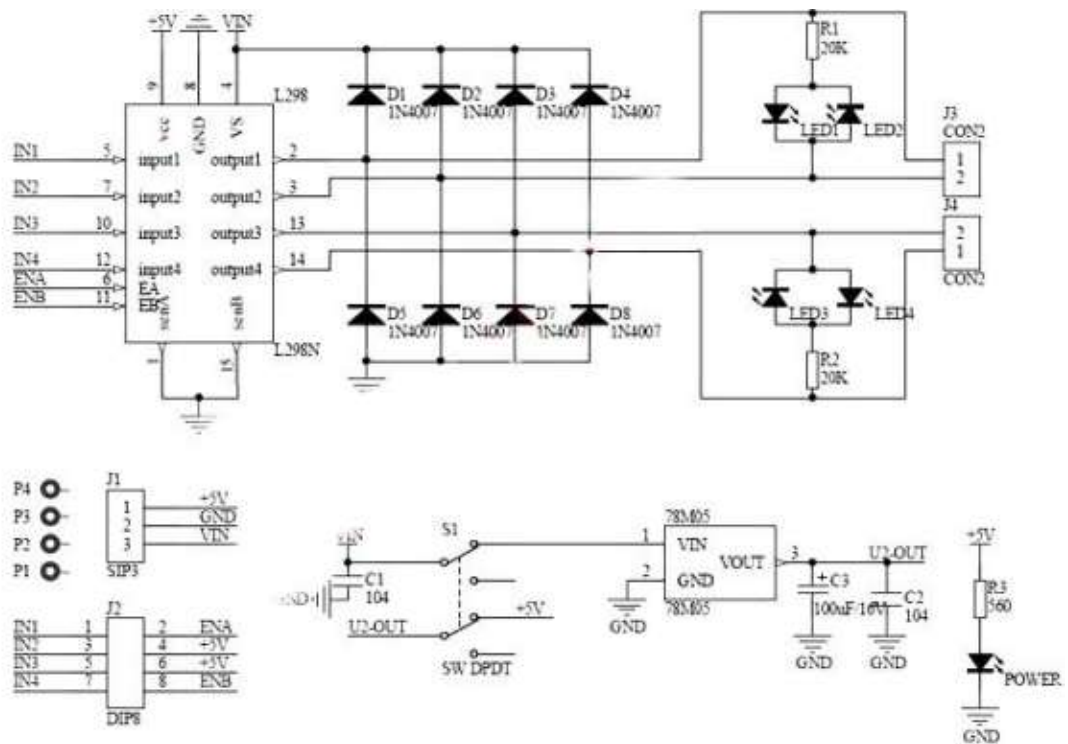 +5V
VIN
9
8
4
L298
vcc
GND
VS
IN1 5 input1 output1 2
IN2 7 input2 output2 3
IN3 10 input3 output3 13
IN4 12 input4 output4 14
ENA 6 EA
ENB 11 EB
senA
senB
1
15
L298N
D1
1N4007
D2
1N4007
D3
1N4007
D4
1N4007
D5
1N4007
D6
1N4007
D7
1N4007
D8
1N4007
R1
20K
LED1
LED2
J3
CON2
1
2
J4
2
1
CON2
LED3
LED4
R2
20K
P4
P3
P2
P1
J1
1 +5V
2 GND
3 VIN
SIP3
J2
IN1 1 2 ENA
IN2 3 4 +5V
IN3 5 6 +5V
IN4 7 8 ENB
DIP8
S1
C1
104
U2-OUT
+5V
SW DPDT
78M05
1 VIN
2 GND
VOUT 3
78M05
GND
U2-OUT
+ C3
100uF/16V
C2
104
GND
GND
+5V
R3
560
POWER
GND